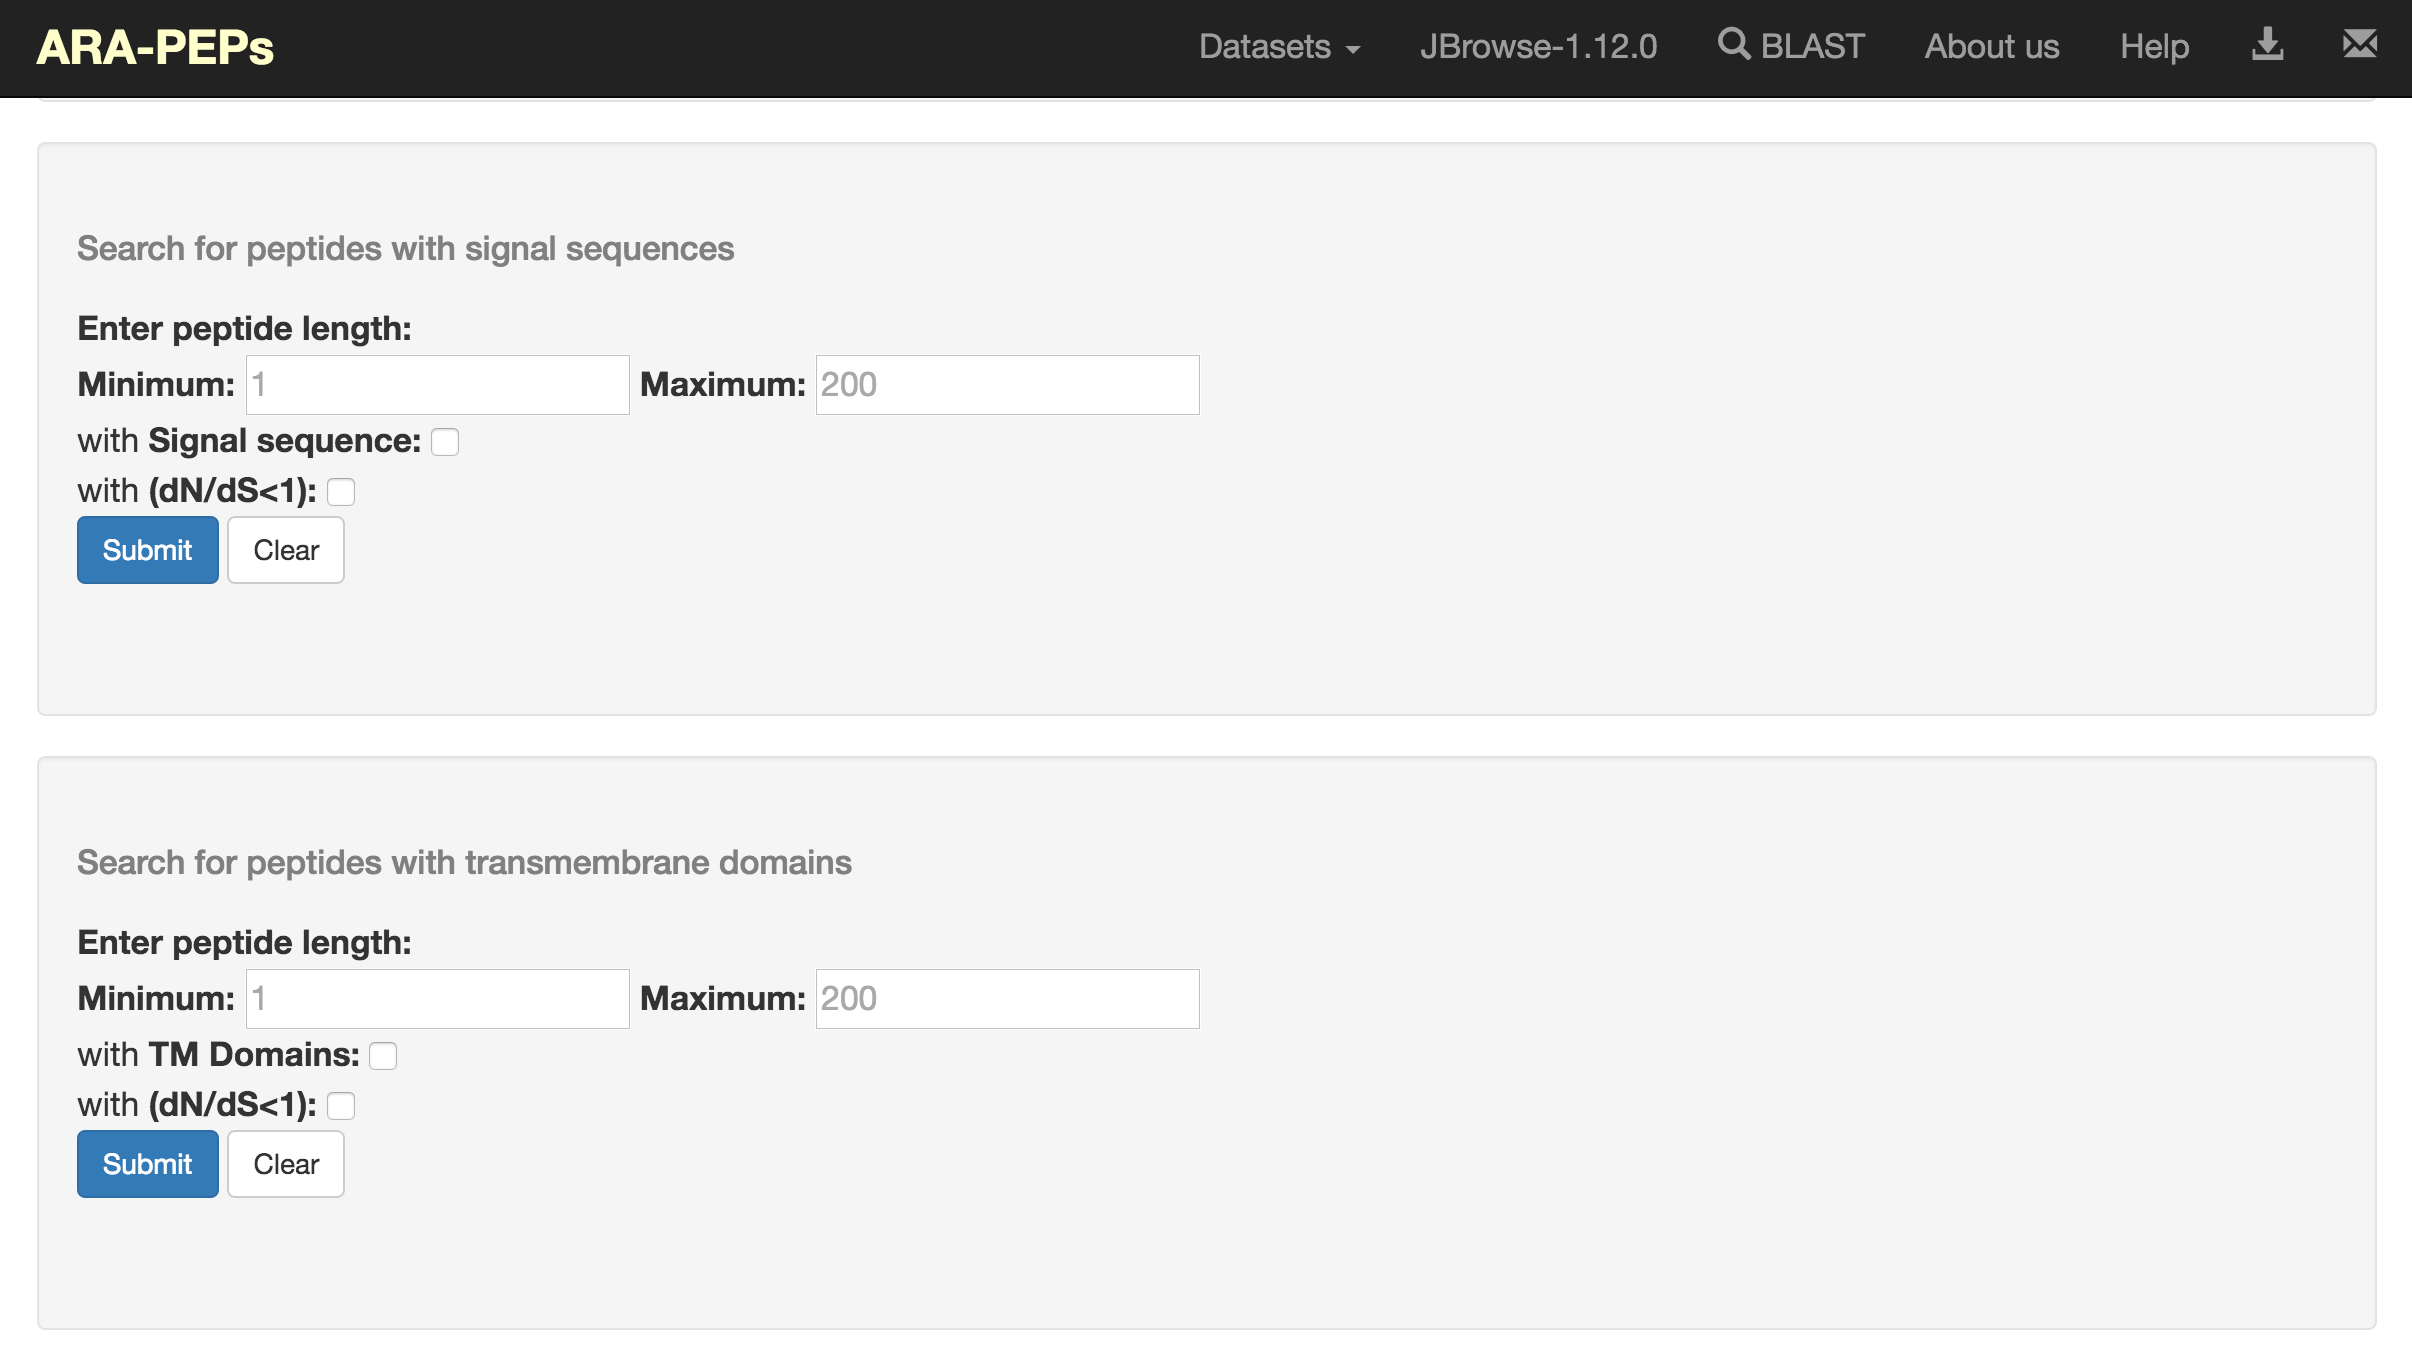 ARA-PEPs Datasets JBrowse-1.12.0 BLAST About us Help
Search for peptides with signal sequences
Enter peptide length:
Minimum: 1 Maximum: 200
with Signal sequence:
with (dN/dS<1):
Submit Clear
Search for peptides with transmembrane domains
Enter peptide length:
Minimum: 1 Maximum: 200
with TM Domains:
with (dN/dS<1):
Submit Clear